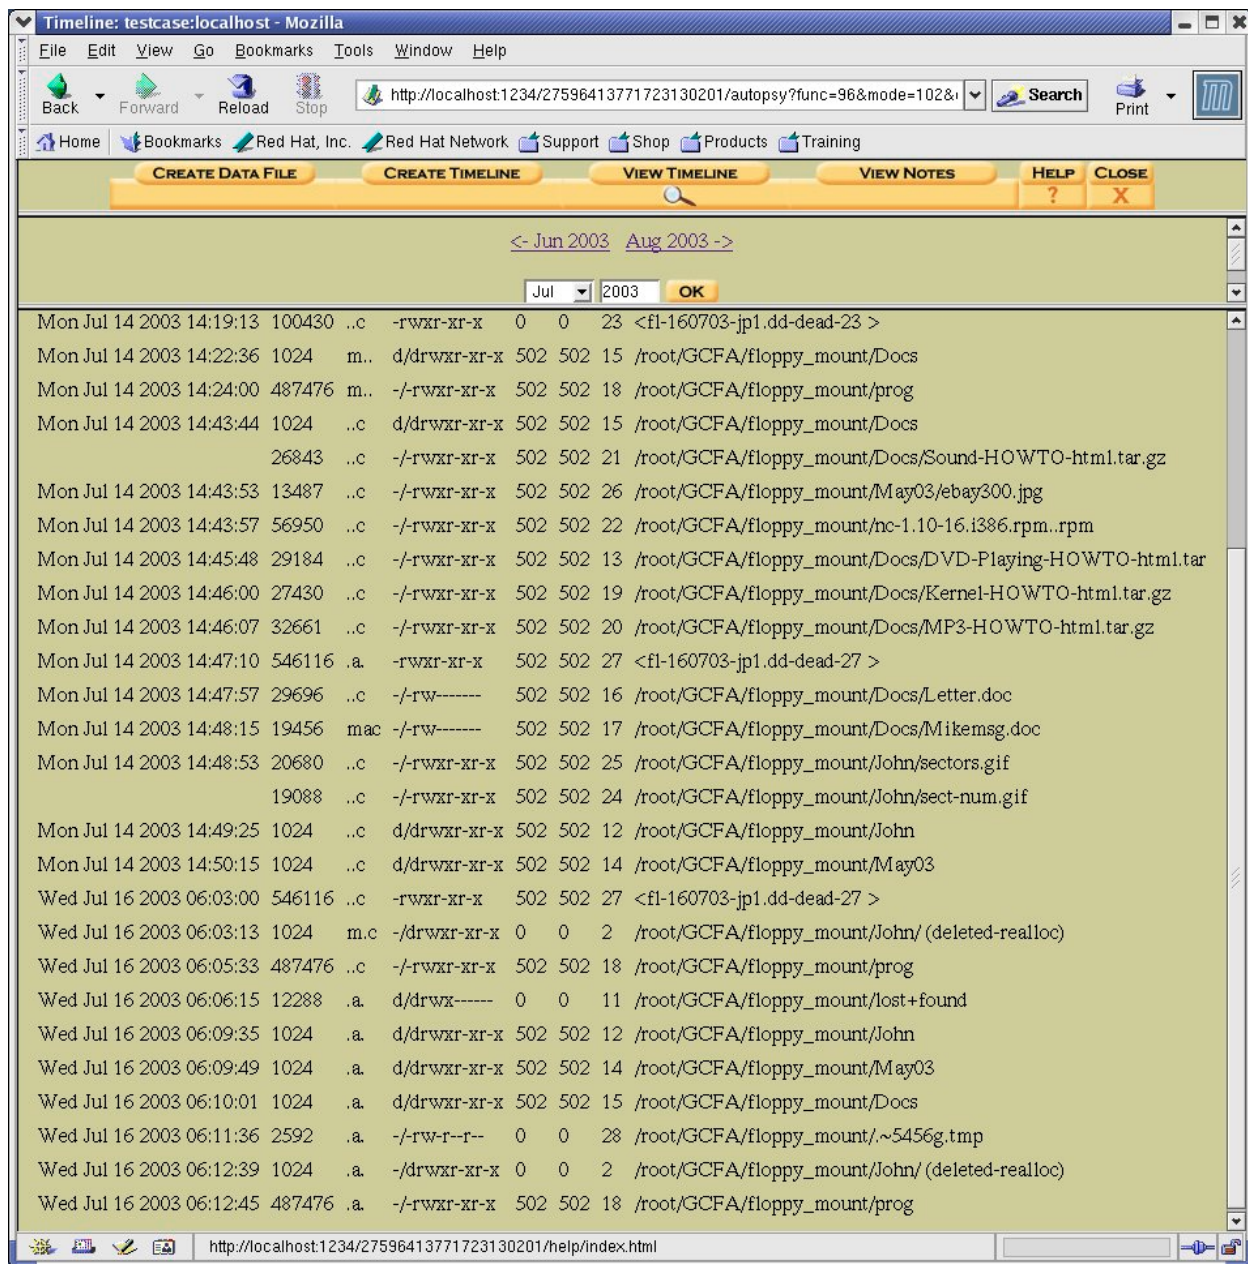 Timeline: testcase:localhost - Mozilla
File Edit View Go Bookmarks Tools Window Help
Back Forward Reload Stop http://localhost:1234/27596413771723130201/autopsy?func=96&mode=102& Search Print
Home Bookmarks Red Hat, Inc. Red Hat Network Support Shop Products Training
CREATE DATA FILE CREATE TIMELINE VIEW TIMELINE VIEW NOTES HELP CLOSE
? X
<- Jun 2003 Aug 2003 ->
Jul 2003 OK
Mon Jul 14 2003 14:19:13 100430 ..c -rwxr-xr-x 0 0 23 <fl-160703-jp1.dd-dead-23 >
Mon Jul 14 2003 14:22:36 1024 m.. d/drwxr-xr-x 502 502 15 /root/GCFA/floppy_mount/Docs
Mon Jul 14 2003 14:24:00 487476 m.. -/-rwxr-xr-x 502 502 18 /root/GCFA/floppy_mount/prog
Mon Jul 14 2003 14:43:44 1024 ..c d/drwxr-xr-x 502 502 15 /root/GCFA/floppy_mount/Docs
26843 ..c -/-rwxr-xr-x 502 502 21 /root/GCFA/floppy_mount/Docs/Sound-HOWTO-html.tar.gz
Mon Jul 14 2003 14:43:53 13487 ..c -/-rwxr-xr-x 502 502 26 /root/GCFA/floppy_mount/May03/ebay300.jpg
Mon Jul 14 2003 14:43:57 56950 ..c -/-rwxr-xr-x 502 502 22 /root/GCFA/floppy_mount/nc-1.10-16.i386.rpm..rpm
Mon Jul 14 2003 14:45:48 29184 ..c -/-rwxr-xr-x 502 502 13 /root/GCFA/floppy_mount/Docs/DVD-Playing-HOWTO-html.tar
Mon Jul 14 2003 14:46:00 27430 ..c -/-rwxr-xr-x 502 502 19 /root/GCFA/floppy_mount/Docs/Kernel-HOWTO-html.tar.gz
Mon Jul 14 2003 14:46:07 32661 ..c -/-rwxr-xr-x 502 502 20 /root/GCFA/floppy_mount/Docs/MP3-HOWTO-html.tar.gz
Mon Jul 14 2003 14:47:10 546116 .a. -rwxr-xr-x 502 502 27 <fl-160703-jp1.dd-dead-27 >
Mon Jul 14 2003 14:47:57 29696 ..c -/-rw------- 502 502 16 /root/GCFA/floppy_mount/Docs/Letter.doc
Mon Jul 14 2003 14:48:15 19456 mac -/-rw------- 502 502 17 /root/GCFA/floppy_mount/Docs/Mikemsg.doc
Mon Jul 14 2003 14:48:53 20680 ..c -/-rwxr-xr-x 502 502 25 /root/GCFA/floppy_mount/John/sectors.gif
19088 ..c -/-rwxr-xr-x 502 502 24 /root/GCFA/floppy_mount/John/sect-num.gif
Mon Jul 14 2003 14:49:25 1024 ..c d/drwxr-xr-x 502 502 12 /root/GCFA/floppy_mount/John
Mon Jul 14 2003 14:50:15 1024 ..c d/drwxr-xr-x 502 502 14 /root/GCFA/floppy_mount/May03
Wed Jul 16 2003 06:03:00 546116 ..c -rwxr-xr-x 502 502 27 <fl-160703-jp1.dd-dead-27 >
Wed Jul 16 2003 06:03:13 1024 m.c -/drwxr-xr-x 0 0 2 /root/GCFA/floppy_mount/John/ (deleted-realloc)
Wed Jul 16 2003 06:05:33 487476 ..c -/-rwxr-xr-x 502 502 18 /root/GCFA/floppy_mount/prog
Wed Jul 16 2003 06:06:15 12288 .a. d/drwx------ 0 0 11 /root/GCFA/floppy_mount/lost+found
Wed Jul 16 2003 06:09:35 1024 .a. d/drwxr-xr-x 502 502 12 /root/GCFA/floppy_mount/John
Wed Jul 16 2003 06:09:49 1024 .a. d/drwxr-xr-x 502 502 14 /root/GCFA/floppy_mount/May03
Wed Jul 16 2003 06:10:01 1024 .a. d/drwxr-xr-x 502 502 15 /root/GCFA/floppy_mount/Docs
Wed Jul 16 2003 06:11:36 2592 .a. -/-rw-r--r-- 0 0 28 /root/GCFA/floppy_mount/.~5456g.tmp
Wed Jul 16 2003 06:12:39 1024 .a. -/drwxr-xr-x 0 0 2 /root/GCFA/floppy_mount/John/ (deleted-realloc)
Wed Jul 16 2003 06:12:45 487476 .a. -/-rwxr-xr-x 502 502 18 /root/GCFA/floppy_mount/prog
http://localhost:1234/27596413771723130201/help/index.html